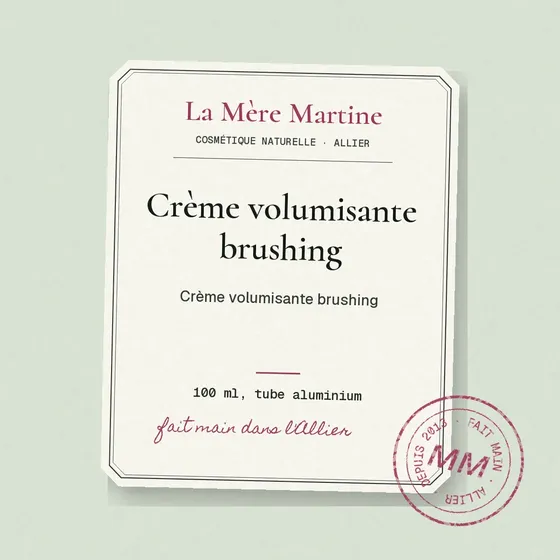 La Mère Martine
COSMÉTIQUE NATURELLE · ALLIER
Crème volumisante
brushing
Crème volumisante brushing
100 ml, tube aluminium
fait main dans l'Allier
DEPUIS 2013 · FAIT MAIN · ALLIER ·
MM